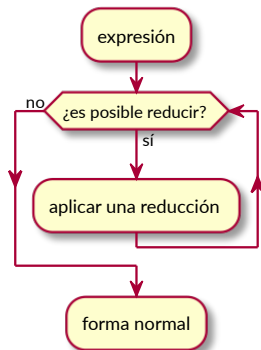 expresión
no
¿es posible reducir?
sí
aplicar una reducción
forma normal